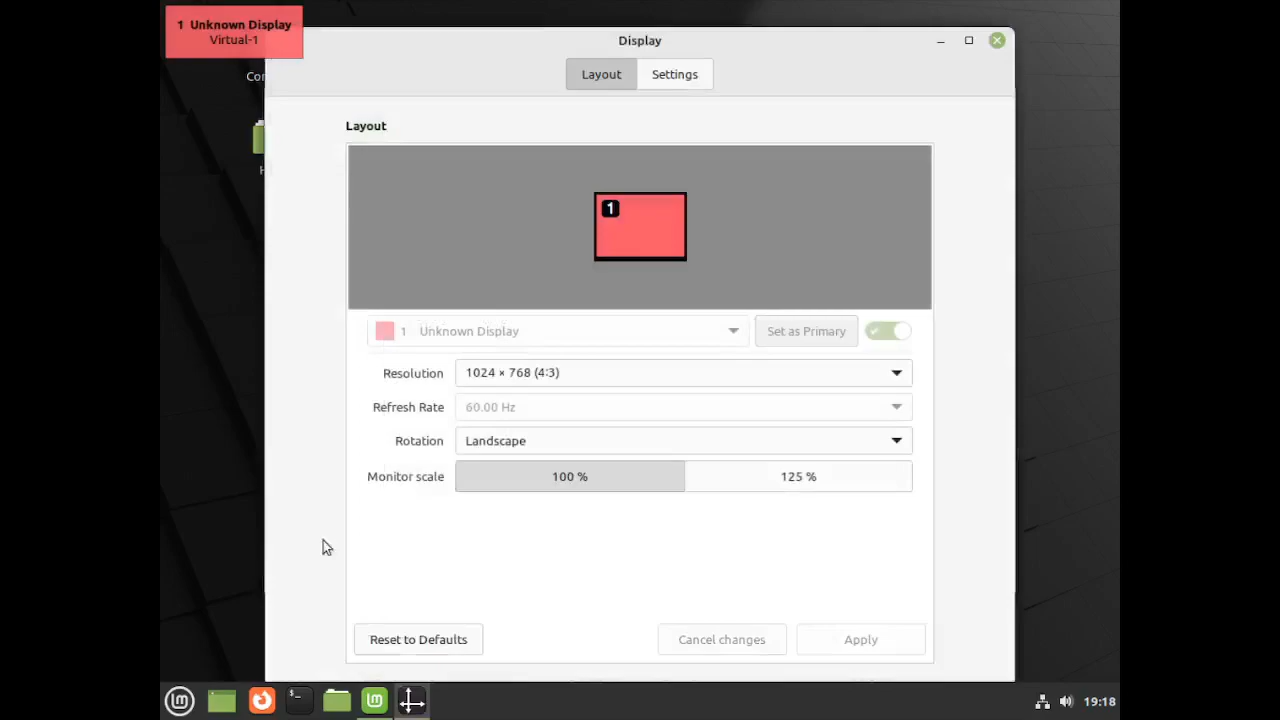 1 Unknown Display
Virtual-1
Display
Layout
Settings
Layout
1
1 Unknown Display
Set as Primary
Resolution
1024 × 768 (4:3)
Refresh Rate
60.00 Hz
Rotation
Landscape
Monitor scale
100 %
125 %
Reset to Defaults
Cancel changes
Apply
19:18